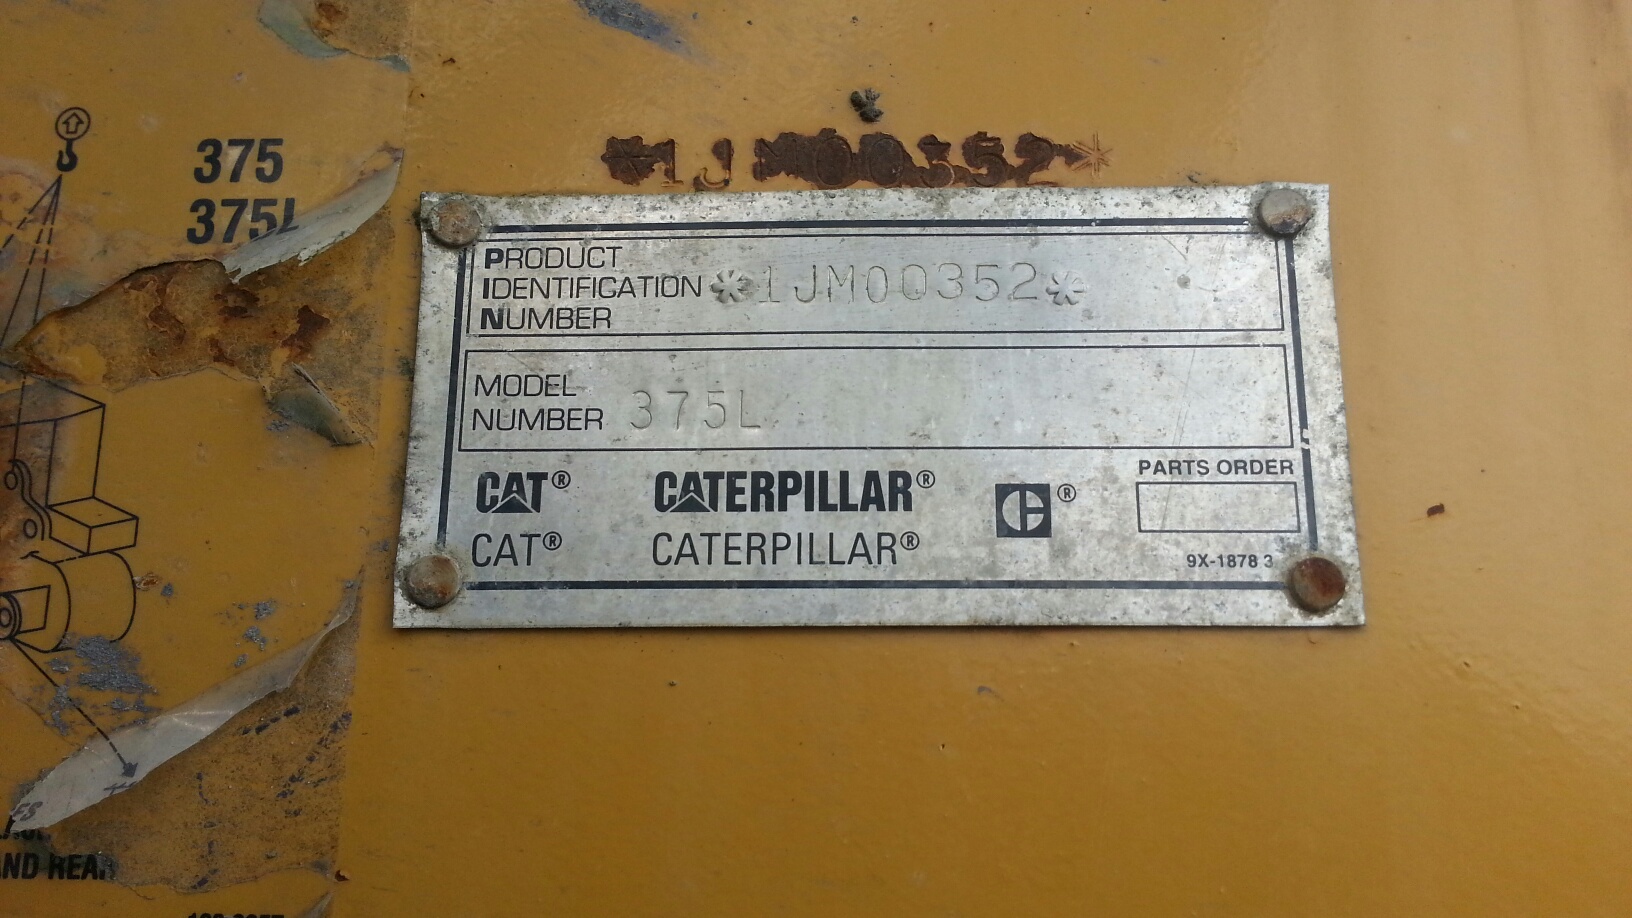 375
375L
*1JM00352*
PRODUCT
IDENTIFICATION *1JM00352*
NUMBER
MODEL
NUMBER 375L
CAT® CATERPILLAR® ®
CAT® CATERPILLAR®
PARTS ORDER
9X-1878 3
AND REAR